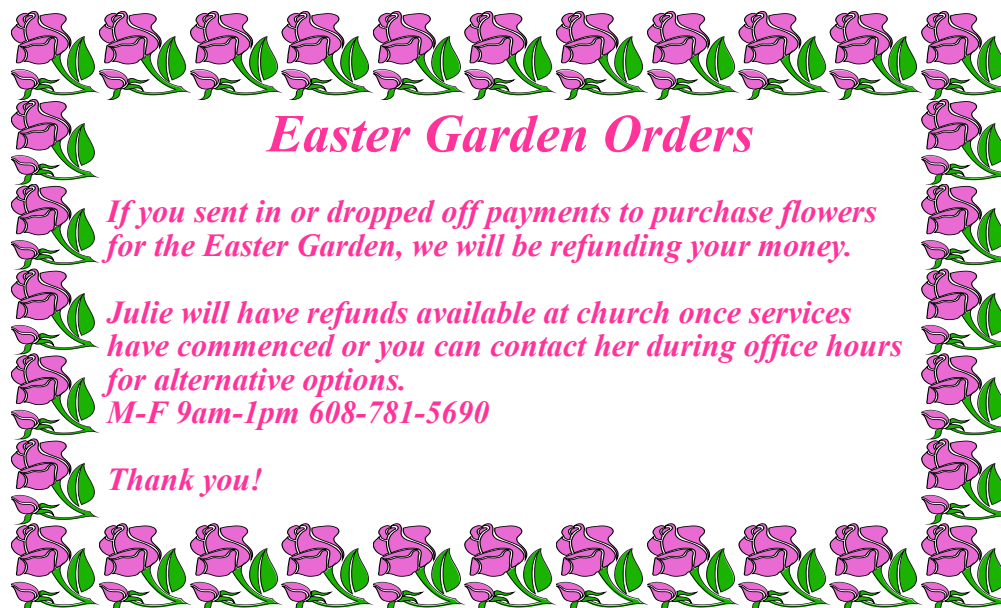 Easter Garden Orders
If you sent in or dropped off payments to purchase flowers
for the Easter Garden, we will be refunding your money.
Julie will have refunds available at church once services
have commenced or you can contact her during office hours
for alternative options.
M-F 9am-1pm 608-781-5690
Thank you!